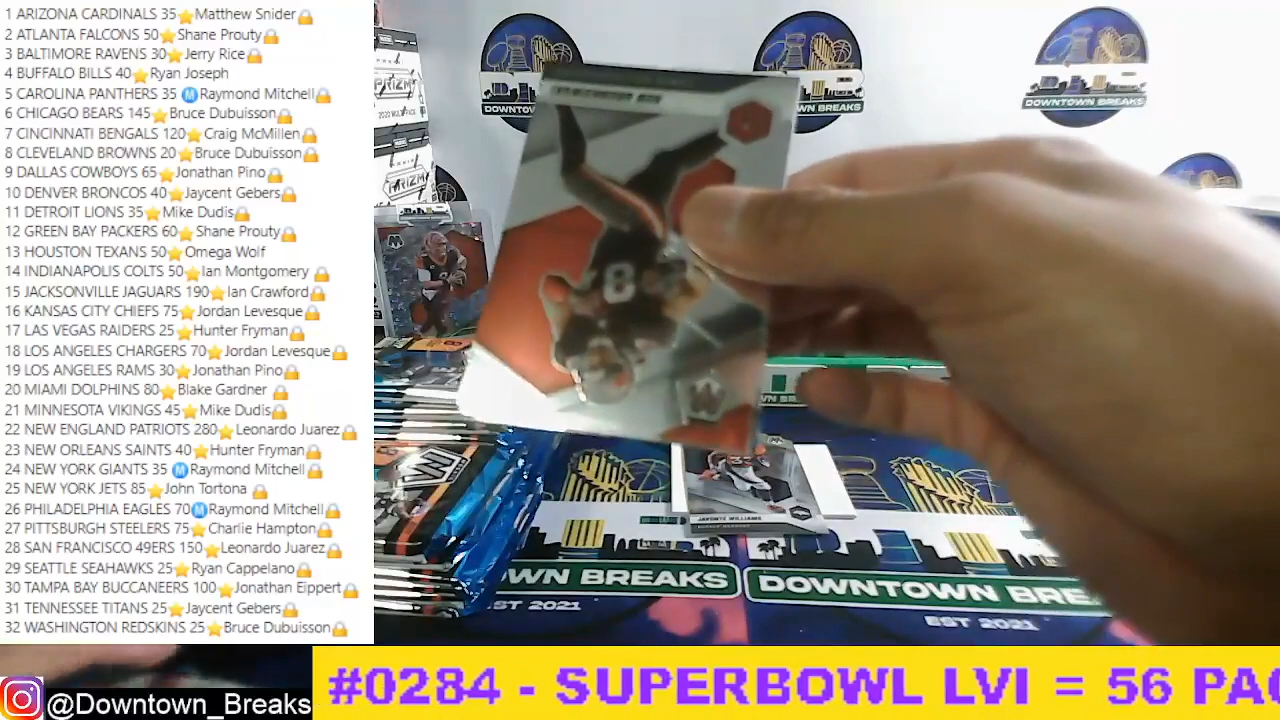 1 ARIZONA CARDINALS 35⭐Matthew Snider🔒
2 ATLANTA FALCONS 50⭐Shane Prouty🔒
3 BALTIMORE RAVENS 30⭐Jerry Rice🔒
4 BUFFALO BILLS 40⭐Ryan Joseph
5 CAROLINA PANTHERS 35 Ⓜ️Raymond Mitchell🔒
6 CHICAGO BEARS 145⭐Bruce Dubuisson🔒
7 CINCINNATI BENGALS 120⭐Craig McMillen🔒
8 CLEVELAND BROWNS 20⭐Bruce Dubuisson🔒
9 DALLAS COWBOYS 65⭐Jonathan Pino🔒
10 DENVER BRONCOS 40⭐Jaycent Gebers🔒
11 DETROIT LIONS 35⭐Mike Dudis🔒
12 GREEN BAY PACKERS 60⭐Shane Prouty🔒
13 HOUSTON TEXANS 50⭐Omega Wolf
14 INDIANAPOLIS COLTS 50⭐Ian Montgomery 🔒
15 JACKSONVILLE JAGUARS 190⭐Ian Crawford🔒
16 KANSAS CITY CHIEFS 75⭐Jordan Levesque🔒
17 LAS VEGAS RAIDERS 25⭐Hunter Fryman🔒
18 LOS ANGELES CHARGERS 70⭐Jordan Levesque🔒
19 LOS ANGELES RAMS 30⭐Jonathan Pino🔒
20 MIAMI DOLPHINS 80⭐Blake Gardner 🔒
21 MINNESOTA VIKINGS 45⭐Mike Dudis🔒
22 NEW ENGLAND PATRIOTS 280⭐Leonardo Juarez🔒
23 NEW ORLEANS SAINTS 40⭐Hunter Fryman🔒
24 NEW YORK GIANTS 35 Ⓜ️Raymond Mitchell🔒
25 NEW YORK JETS 85⭐John Tortona 🔒
26 PHILADELPHIA EAGLES 70Ⓜ️Raymond Mitchell🔒
27 PITTSBURGH STEELERS 75⭐Charlie Hampton🔒
28 SAN FRANCISCO 49ERS 150⭐Leonardo Juarez🔒
29 SEATTLE SEAHAWKS 25⭐Ryan Cappelano🔒
30 TAMPA BAY BUCCANEERS 100⭐Jonathan Eippert🔒
31 TENNESSEE TITANS 25⭐Jaycent Gebers🔒
32 WASHINGTON REDSKINS 25⭐Bruce Dubuisson🔒
DOWNTOWN BREAKS
PRIZM
PRIZM
8
JAVONTE WILLIAMS
WN BREAKS
ST 2021
DOWNTOWN BRE
EST 2021
@Downtown_Breaks
#0284 - SUPERBOWL LVI = 56 PAC